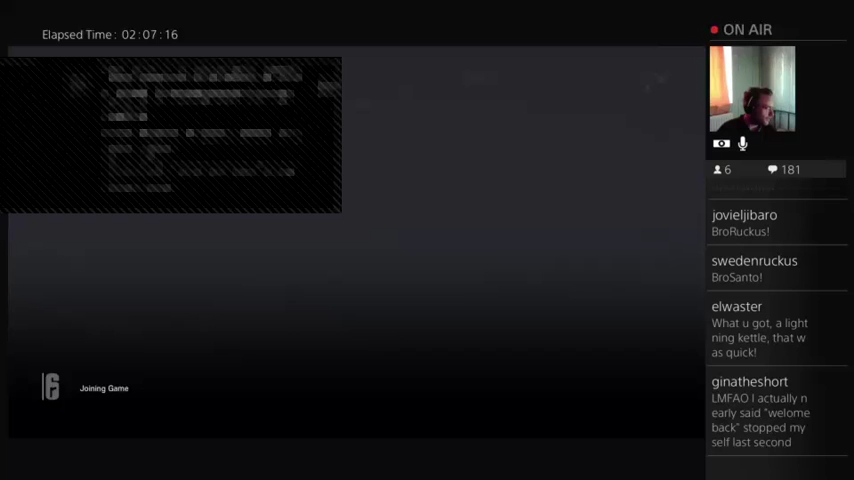 Elapsed Time: 02:07:16
ON AIR
6 181
jovieljibaro
BroRuckus!
swedenruckus
BroSanto!
elwaster
What u got, a light
ning kettle, that w
as quick!
ginatheshort
LMFAO I actually n
early said "welome
back" stopped my
self last second
6 Joining Game